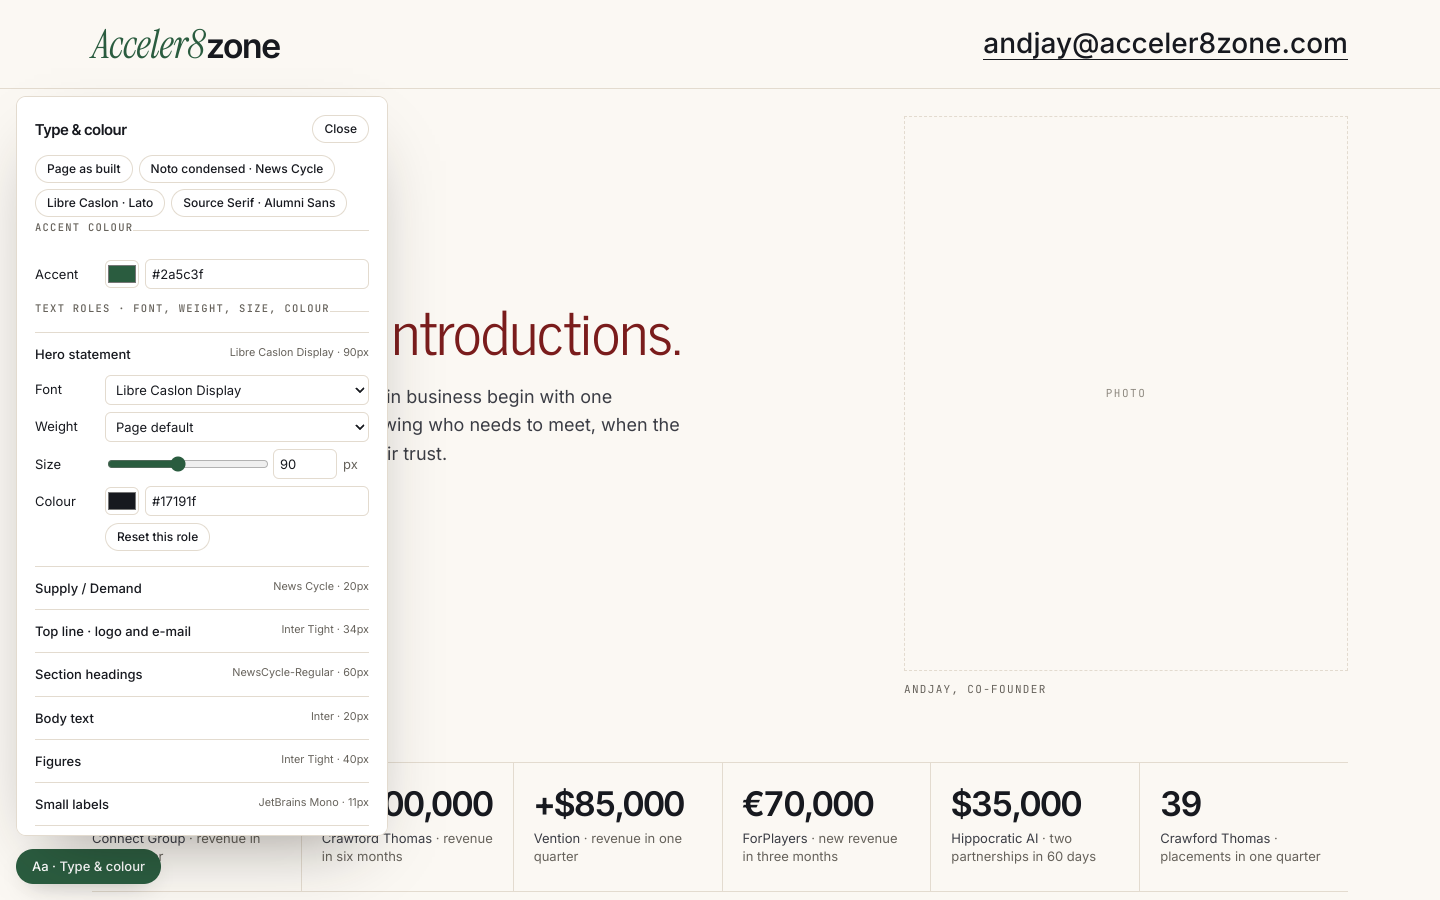 Acceler8zone
andjay@acceler8zone.com
Type & colour
Close
Page as built
Noto condensed · News Cycle
Libre Caslon · Lato
Source Serif · Alumni Sans
ACCENT COLOUR
Accent
#2a5c3f
TEXT ROLES · FONT, WEIGHT, SIZE, COLOUR
Hero statement
Libre Caslon Display · 90px
Font
Libre Caslon Display
Weight
Page default
Size
90
px
Colour
#17191f
Reset this role
Supply / Demand
News Cycle · 20px
Top line · logo and e-mail
Inter Tight · 34px
Section headings
NewsCycle-Regular · 60px
Body text
Inter · 20px
Figures
Inter Tight · 40px
Small labels
JetBrains Mono · 11px
Aa · Type & colour
ntroductions.
in business begin with one
wing who needs to meet, when the
ir trust.
PHOTO
ANDJAY, CO-FOUNDER
Connect Group · revenue in
r
00,000
Crawford Thomas · revenue
in six months
+$85,000
Vention · revenue in one
quarter
€70,000
ForPlayers · new revenue
in three months
$35,000
Hippocratic AI · two
partnerships in 60 days
39
Crawford Thomas ·
placements in one quarter